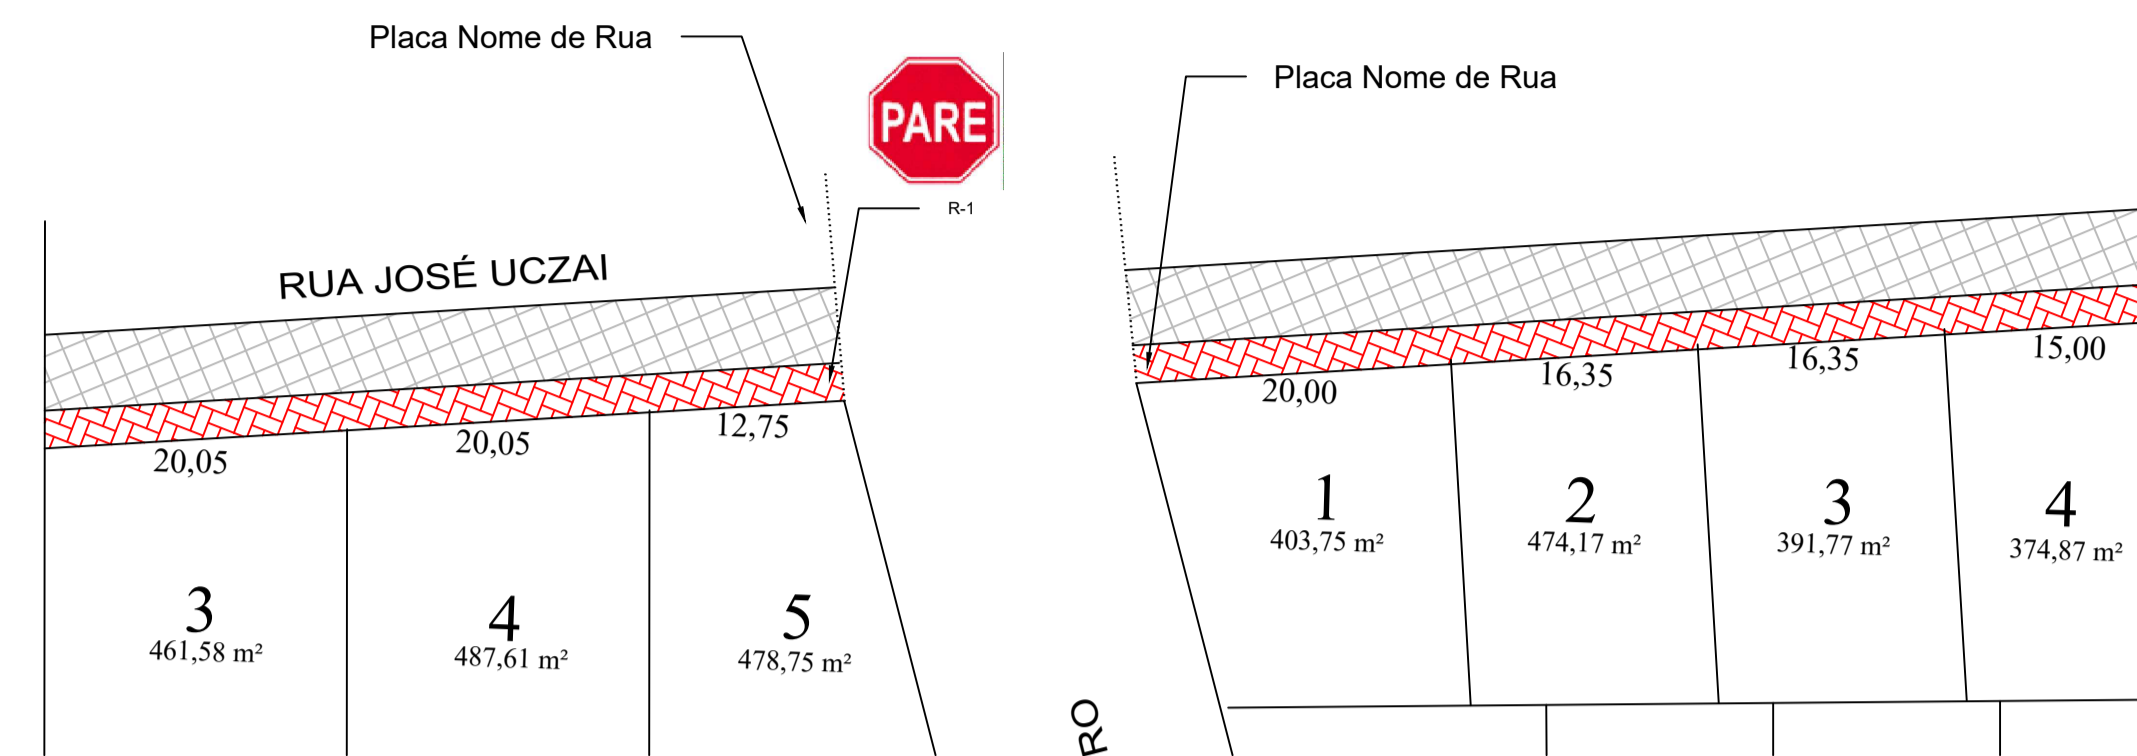 Placa Nome de Rua
PARE
R-1
Placa Nome de Rua
RUA JOSÉ UCZAI
20,05
20,05
12,75
20,00
16,35
16,35
15,00
3
461,58 m²
4
487,61 m²
5
478,75 m²
1
403,75 m²
2
474,17 m²
3
391,77 m²
4
374,87 m²
RO